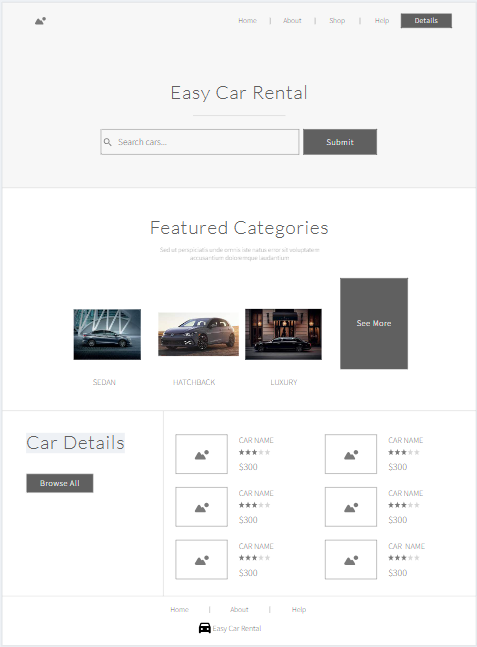 Home | About | Shop | Help Details
Easy Car Rental
Search cars... Submit
Featured Categories
Sed ut perspiciatis unde omnis iste natus error sit voluptatem
accusantium doloremque laudantium
See More
SEDAN HATCHBACK LUXURY
Car Details
Browse All
CAR NAME
$300
CAR NAME
$300
CAR NAME
$300
CAR NAME
$300
CAR NAME
$300
CAR NAME
$300
Home | About | Help
Easy Car Rental